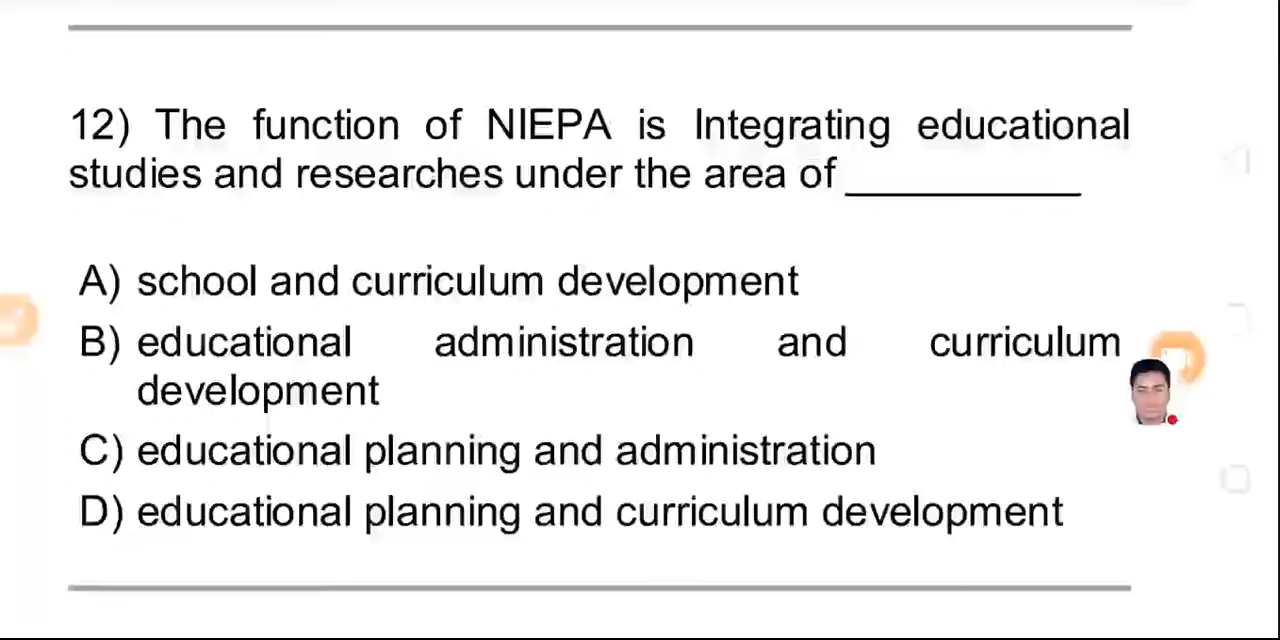 12) The function of NIEPA is Integrating educational
studies and researches under the area of ___________
A) school and curriculum development
B) educational administration and curriculum
development
C) educational planning and administration
D) educational planning and curriculum development